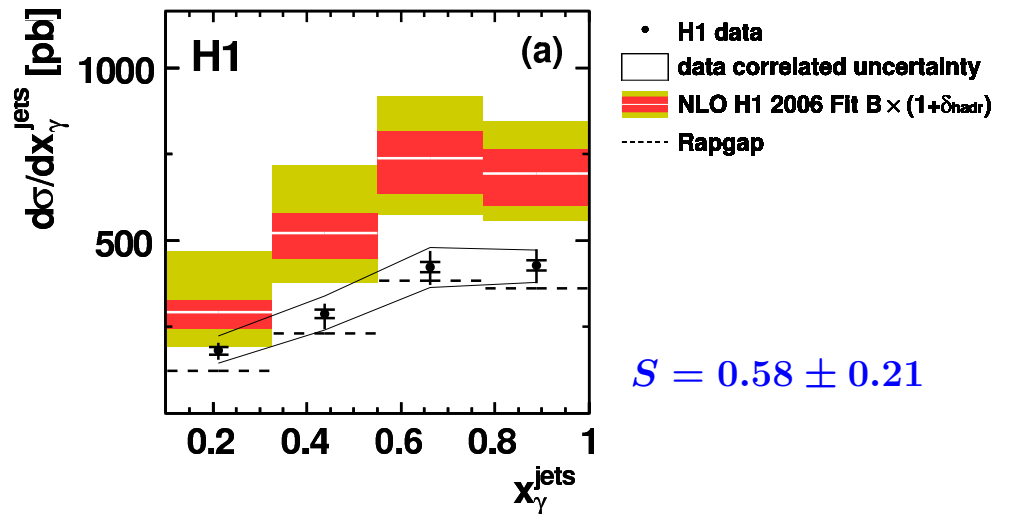 H1
(a)
1000
500
dσ/dx_γ^jets [pb]
0.2 0.4 0.6 0.8 1
x_γ^jets
H1 data
data correlated uncertainty
NLO H1 2006 Fit B × (1+δ_hadr)
Rapgap
S = 0.58 ± 0.21